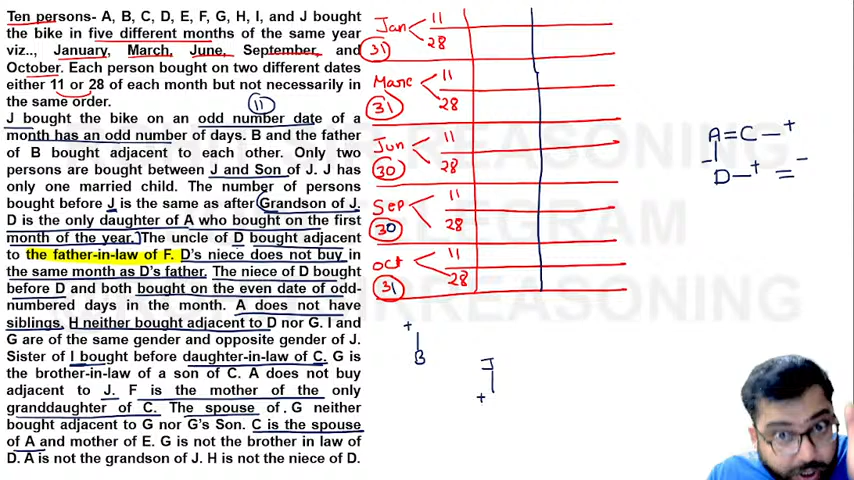 Ten persons- A, B, C, D, E, F, G, H, I, and J bought
the bike in five different months of the same year
viz.., January, March, June, September, and
October. Each person bought on two different dates
either 11 or 28 of each month but not necessarily in
the same order.
11
J bought the bike on an odd number date of a
month has an odd number of days. B and the father
of B bought adjacent to each other. Only two
persons are bought between J and Son of J. J has
only one married child. The number of persons
bought before J is the same as after Grandson of J.
D is the only daughter of A who bought on the first
month of the year. The uncle of D bought adjacent
to the father-in-law of F. D's niece does not buy in
the same month as D's father. The niece of D bought
before D and both bought on the even date of odd-
numbered days in the month. A does not have
siblings. H neither bought adjacent to D nor G. I and
G are of the same gender and opposite gender of J.
Sister of I bought before daughter-in-law of C. G is
the brother-in-law of a son of C. A does not buy
adjacent to J. F is the mother of the only
granddaughter of C. The spouse of G neither
bought adjacent to G nor G's Son. C is the spouse
of A and mother of E. G is not the brother in law of
D. A is not the grandson of J. H is not the niece of D.
Jan 11
31 28
Marc 11
31 28
Jun 11
30 28
Sep 11
30 28
oct 11
31 28
A = C — +
− D — + = −
+
B
J
+